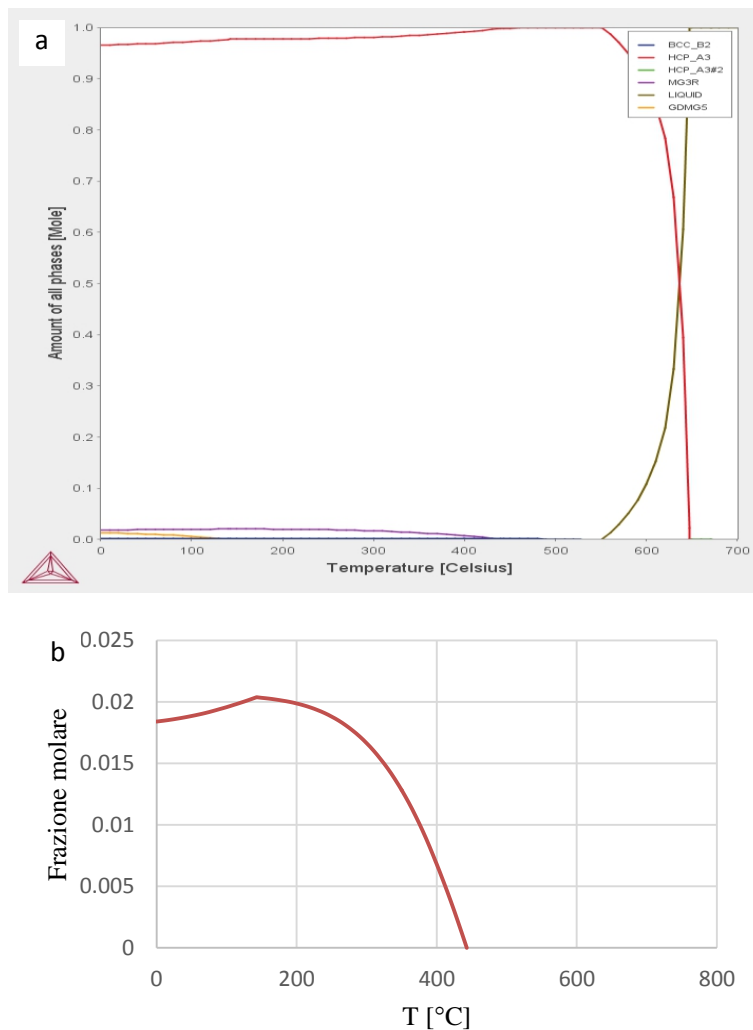 a
1.0
0.9
0.8
0.7
0.6
0.5
0.4
0.3
0.2
0.1
0.0
Amount of all phases [Mole]
BCC_B2
HCP_A3
HCP_A3#2
MG3R
LIQUID
GDMG5
0 100 200 300 400 500 600 700
Temperature [Celsius]
b
0.025
0.02
0.015
0.01
0.005
0
Frazione molare
0 200 400 600 800
T [°C]